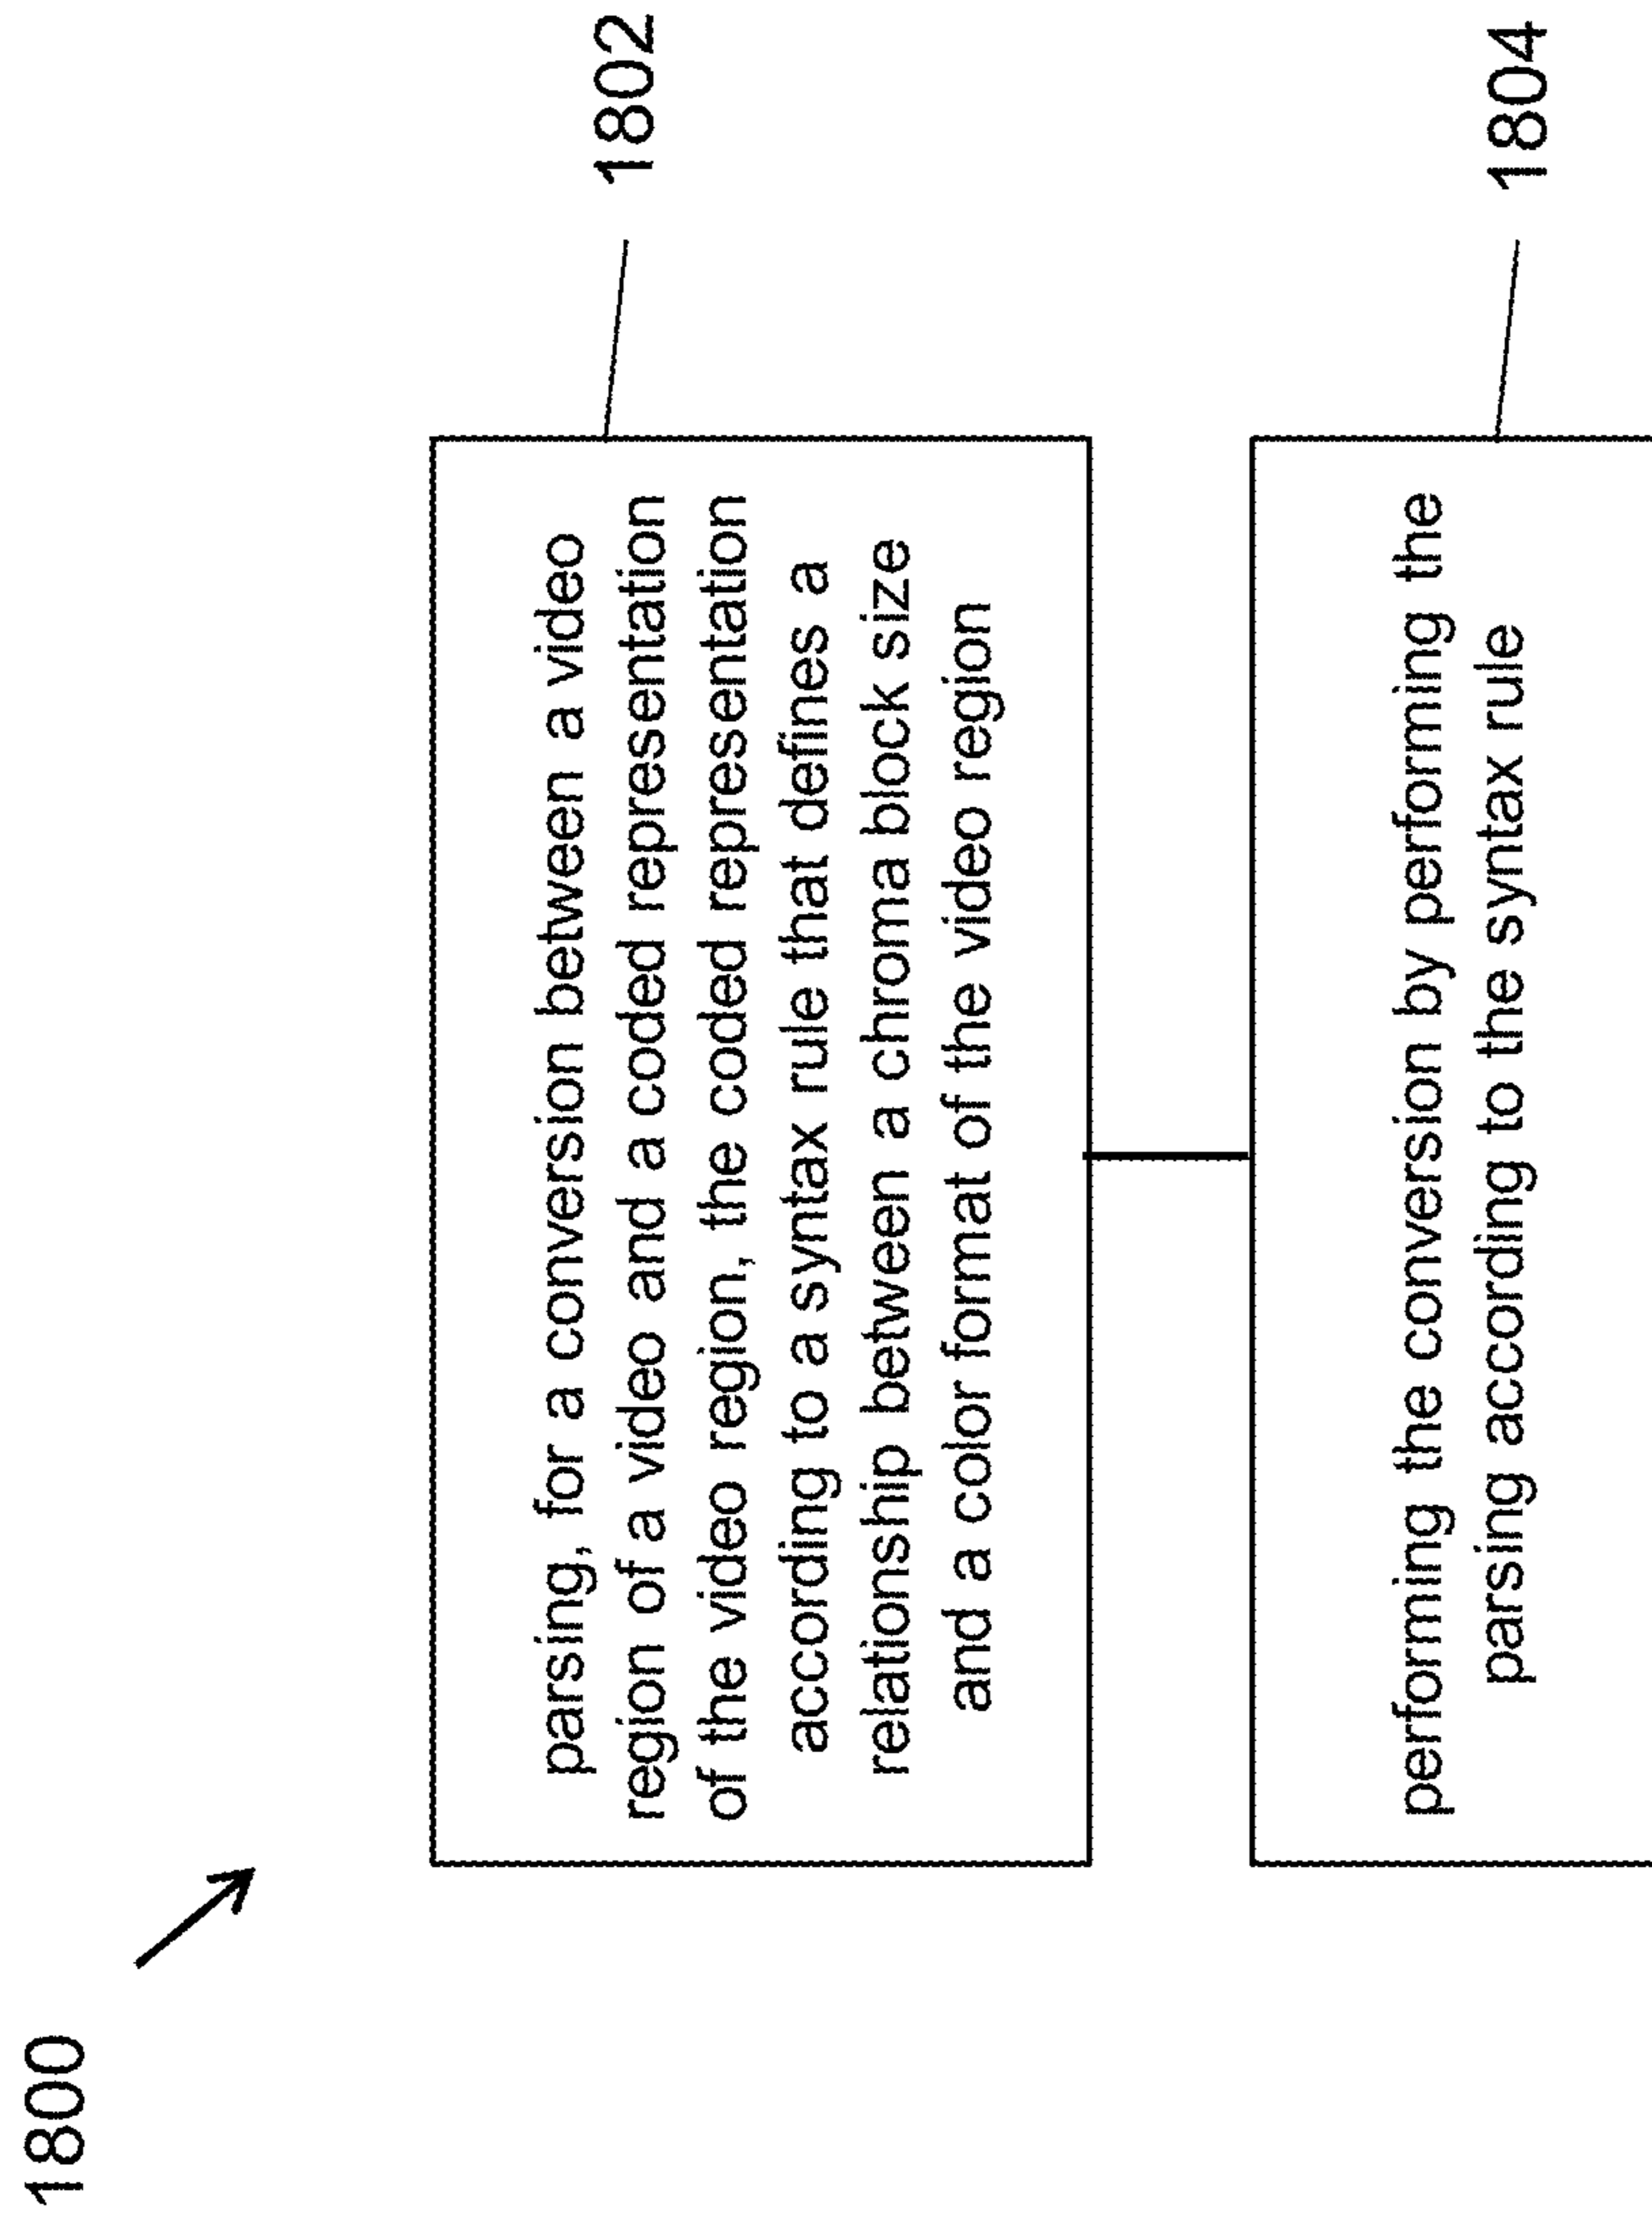 1800
parsing, for a conversion between a video
region of a video and a coded representation
of the video region, the coded representation
according to a syntax rule that defines a
relationship between a chroma block size
and a color format of the video region
1802
performing the conversion by performing the
parsing according to the syntax rule
1804